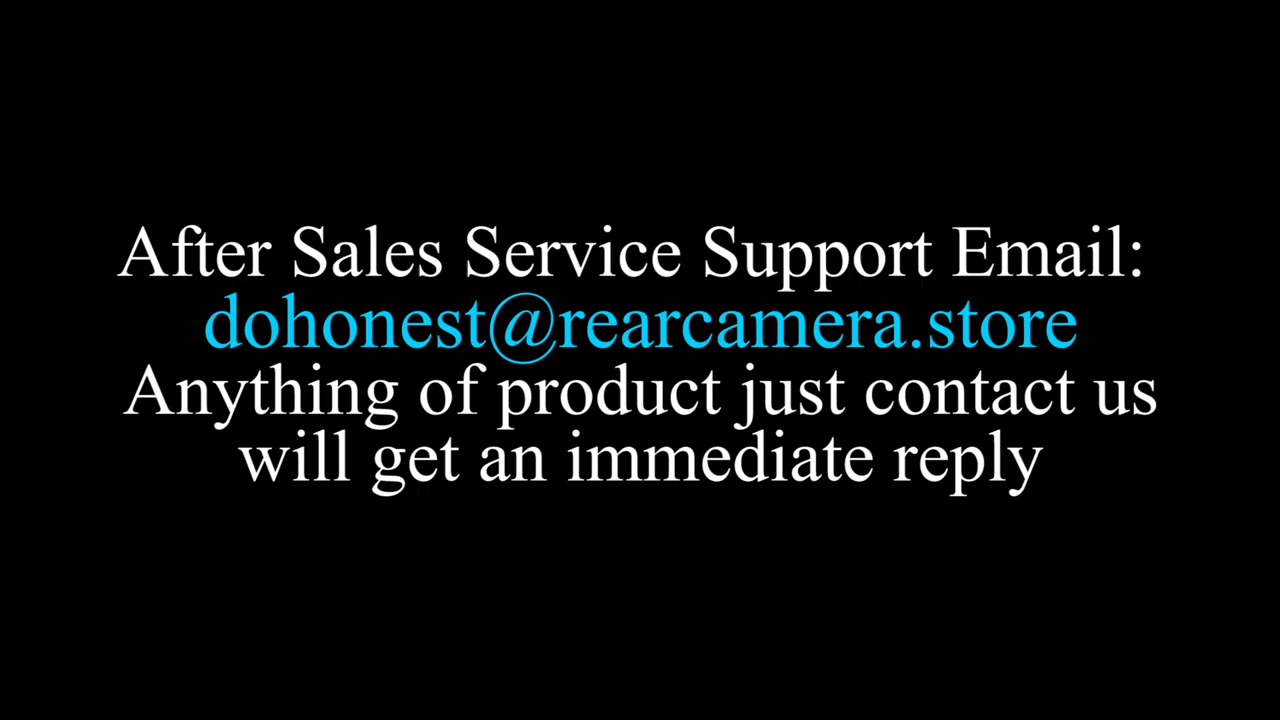 After Sales Service Support Email:
dohonest@rearcamera.store
Anything of product just contact us
will get an immediate reply